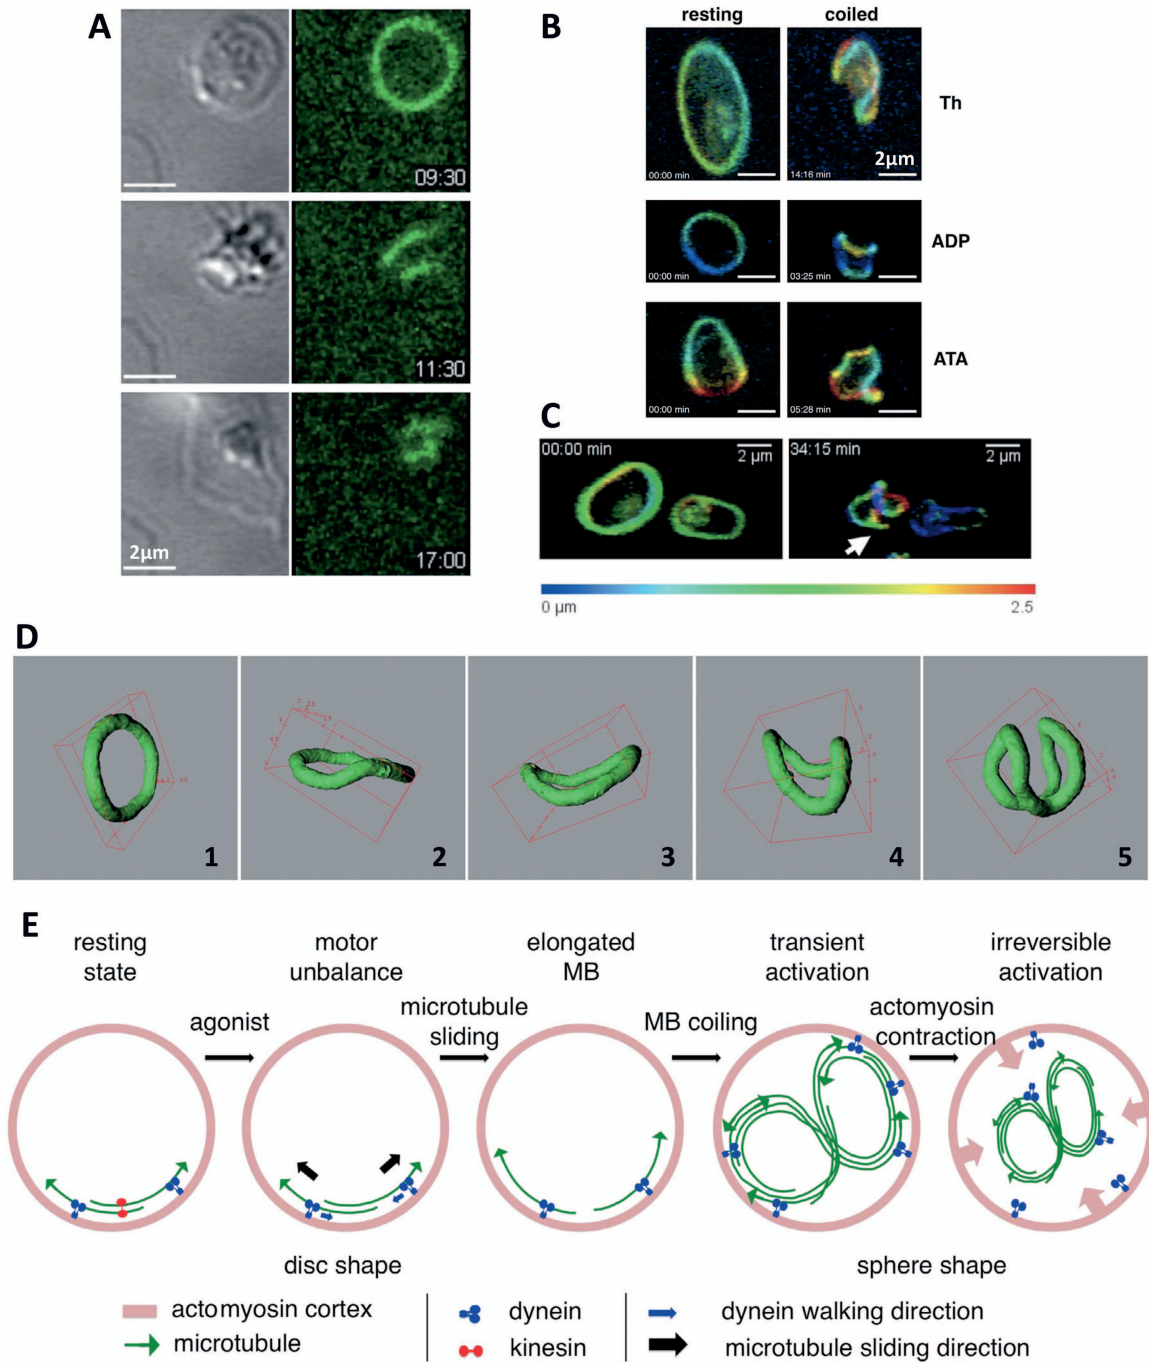 A
09:30
11:30
2μm
17:00
B
resting
coiled
00:00 min
14:16 min
2μm
Th
00:00 min
03:25 min
ADP
00:00 min
05:28 min
ATA
C
00:00 min
2 μm
34:15 min
2 μm
0 μm
2.5
D
1
2
3
4
5
E
resting
state
motor
unbalance
elongated
MB
transient
activation
irreversible
activation
agonist
microtubule
sliding
MB coiling
actomyosin
contraction
disc shape
sphere shape
actomyosin cortex
microtubule
dynein
kinesin
dynein walking direction
microtubule sliding direction